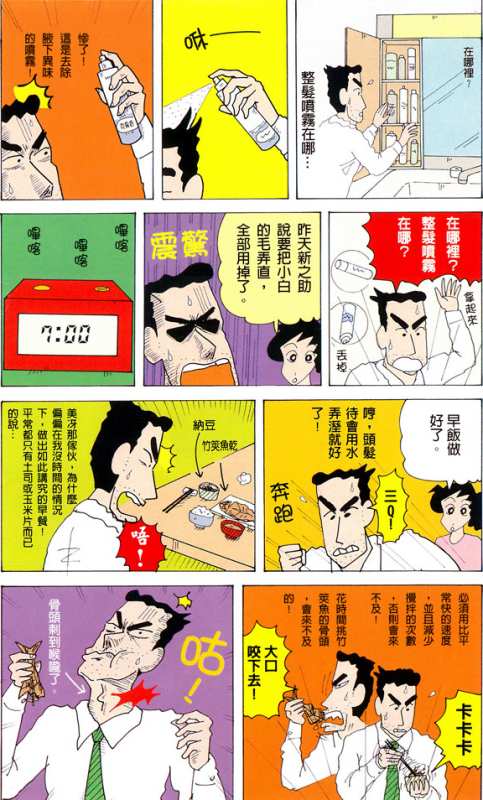 在哪裡？
整髮噴霧在哪…
咻——
慘了！
這是去除
腋下異味
的噴霧！
在哪裡？
整髮噴霧
在哪？
拿起來
丟掉
昨天新之助
說要把小白
的毛弄直，
全部用掉了。
震驚
嗶喀
嗶喀
嗶喀
7:00
早飯做
好了。
哼，頭髮
待會用水
弄溼就好
了！
三Q！
奔跑
納豆
竹筴魚乾
美冴那傢伙，為什麼
偏偏在我沒時間的情況
下，做出如此講究的早餐！
平常都只有土司或玉米片而已
的說…
唔！
必須用比平
常快的速度
，並且減少
攪拌的次數
，否則會來
不及！
卡卡卡
花時間挑竹
筴魚的骨頭
，會來不及
的！
大口
咬下去！
咕！
骨頭刺到喉嚨了。